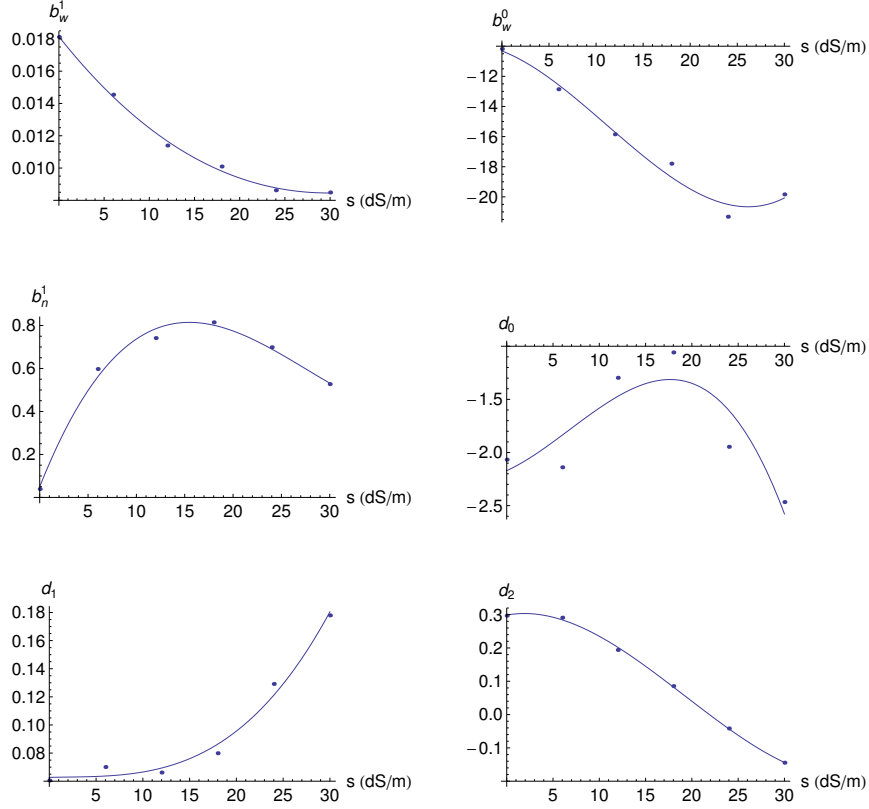 b_w^1
0.018
0.016
0.014
0.012
0.010
5 10 15 20 25 30 s (dS/m)
b_w^0
5 10 15 20 25 30 s (dS/m)
−12
−14
−16
−18
−20
b_n^1
0.8
0.6
0.4
0.2
5 10 15 20 25 30 s (dS/m)
d_0
5 10 15 20 25 30 s (dS/m)
−1.5
−2.0
−2.5
d_1
0.18
0.16
0.14
0.12
0.10
0.08
5 10 15 20 25 30 s (dS/m)
d_2
0.3
0.2
0.1
0.0
−0.1
5 10 15 20 25 30 s (dS/m)